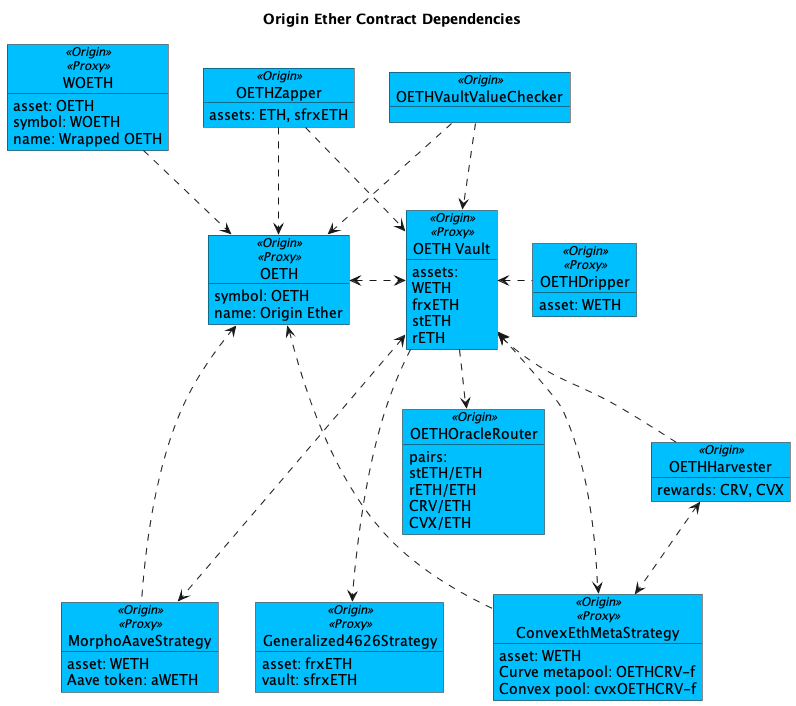 Origin Ether Contract Dependencies
«Origin»
«Proxy»
WOETH
asset: OETH
symbol: WOETH
name: Wrapped OETH
«Origin»
OETHZapper
assets: ETH, sfrxETH
«Origin»
OETHVaultValueChecker
«Origin»
«Proxy»
OETH
symbol: OETH
name: Origin Ether
«Origin»
«Proxy»
OETH Vault
assets:
WETH
frxETH
stETH
rETH
«Origin»
«Proxy»
OETHDripper
asset: WETH
«Origin»
OETHOracleRouter
pairs:
stETH/ETH
rETH/ETH
CRV/ETH
CVX/ETH
«Origin»
OETHHarvester
rewards: CRV, CVX
«Origin»
«Proxy»
MorphoAaveStrategy
asset: WETH
Aave token: aWETH
«Origin»
«Proxy»
Generalized4626Strategy
asset: frxETH
vault: sfrxETH
«Origin»
«Proxy»
ConvexEthMetaStrategy
asset: WETH
Curve metapool: OETHCRV-f
Convex pool: cvxOETHCRV-f